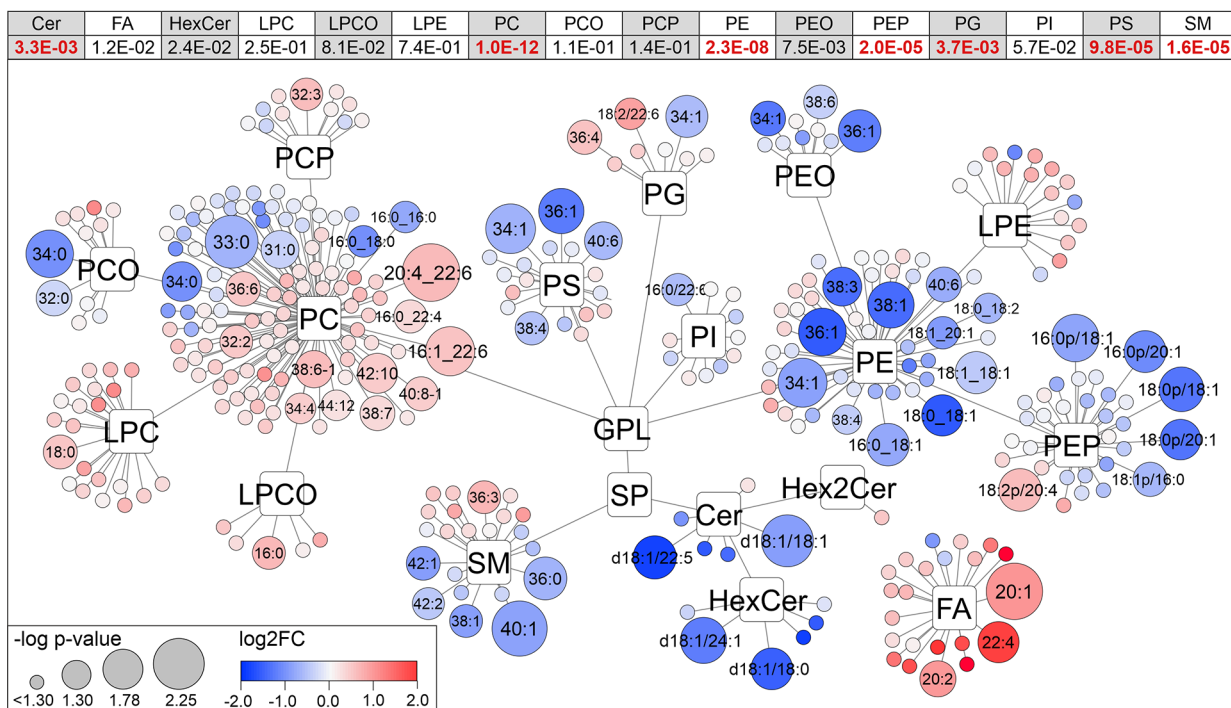 Cer FA HexCer LPC LPCO LPE PC PCO PCP PE PEO PEP PG PI PS SM
3.3E-03 1.2E-02 2.4E-02 2.5E-01 8.1E-02 7.4E-01 1.0E-12 1.1E-01 1.4E-01 2.3E-08 7.5E-03 2.0E-05 3.7E-03 5.7E-02 9.8E-05 1.6E-05
32:3
PCP
18:2/22:6
36:4
34:1
PG
38:6
34:1
36:1
PEO
LPE
34:0
32:0
PCO
33:0
31:0
16:0_16:0
16:0_18:0
34:0
36:6
20:4_22:6
PC
16:0_22:4
32:2
16:1_22:6
38:6-1
42:10
40:8-1
34:4
44:12
38:7
36:1
34:1
40:6
PS
38:4
16:0/22:6
PI
38:3
40:6
38:1
18:0_18:2
36:1
18:1_20:1
PE
18:1_18:1
34:1
38:4
18:0_18:1
16:0_18:1
16:0p/18:1
16:0p/20:1
18:0p/18:1
PEP
18:0p/20:1
18:1p/16:0
18:2p/20:4
LPC
18:0
GPL
SP
LPCO
16:0
36:3
SM
42:1
36:0
42:2
38:1
40:1
Hex2Cer
Cer
d18:1/18:1
d18:1/22:5
HexCer
d18:1/24:1
d18:1/18:0
FA
20:1
22:4
20:2
-log p-value
<1.30 1.30 1.78 2.25
log2FC
-2.0 -1.0 0.0 1.0 2.0